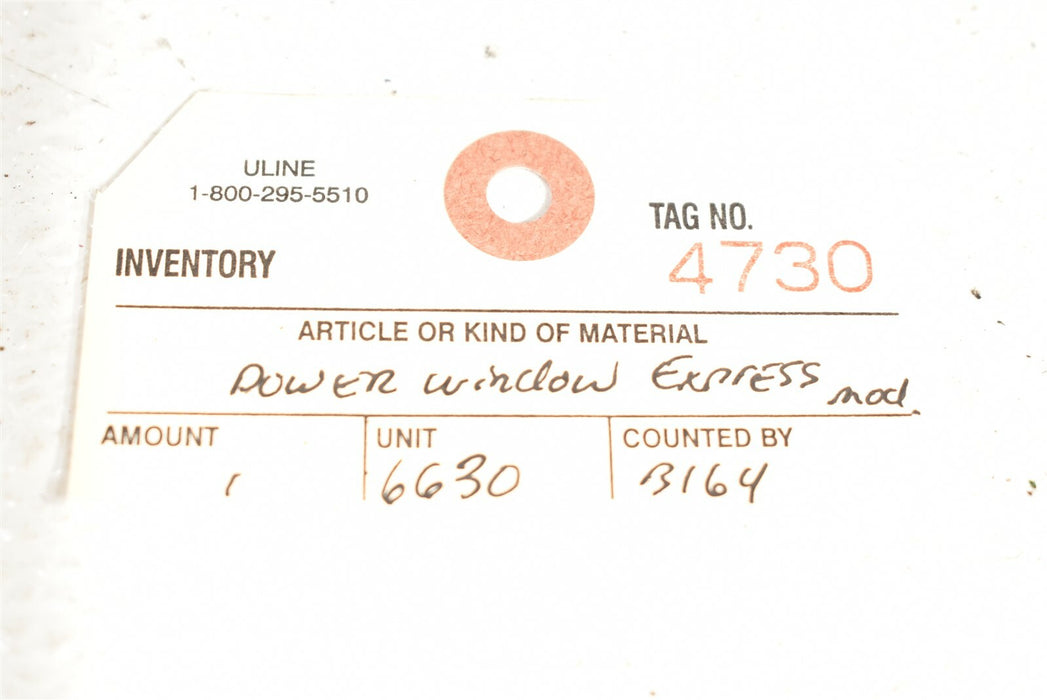 ULINE
1-800-295-5510
TAG NO.
4730
INVENTORY
ARTICLE OR KIND OF MATERIAL
POWER WINDOW EXPRESS mod.
AMOUNT
1
UNIT
6630
COUNTED BY
B164